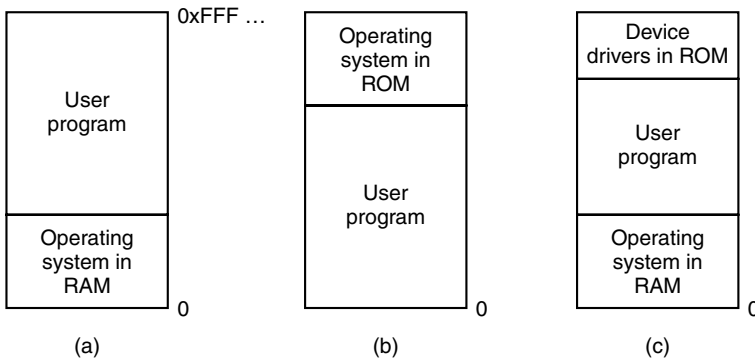 0xFFF ...
User
program
Operating
system in
RAM
0
(a)
Operating
system in
ROM
User
program
0
(b)
Device
drivers in ROM
User
program
Operating
system in
RAM
0
(c)